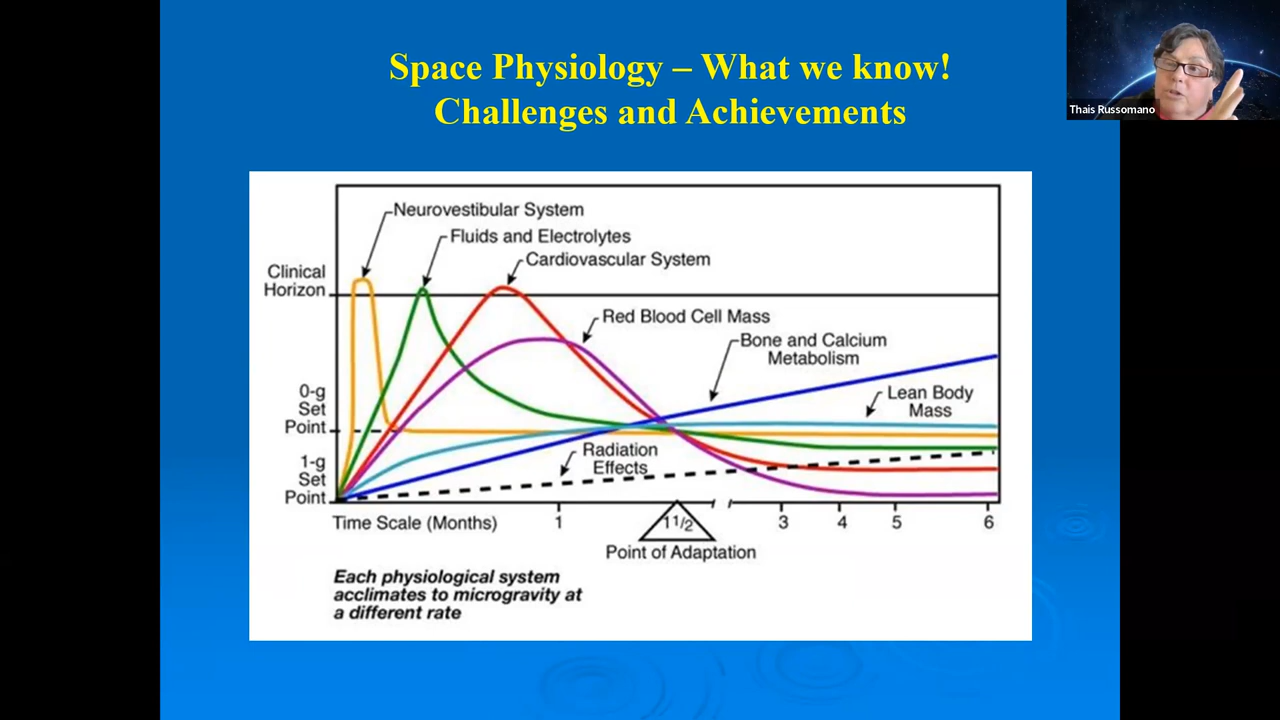 Space Physiology – What we know!
Challenges and Achievements
Thais Russomano
Neurovestibular System
Fluids and Electrolytes
Cardiovascular System
Clinical
Horizon
Red Blood Cell Mass
Bone and Calcium
Metabolism
0-g
Set
Point
Lean Body
Mass
Radiation
Effects
1-g
Set
Point
Time Scale (Months)
1
1 1/2
3
4
5
6
Point of Adaptation
Each physiological system
acclimates to microgravity at
a different rate